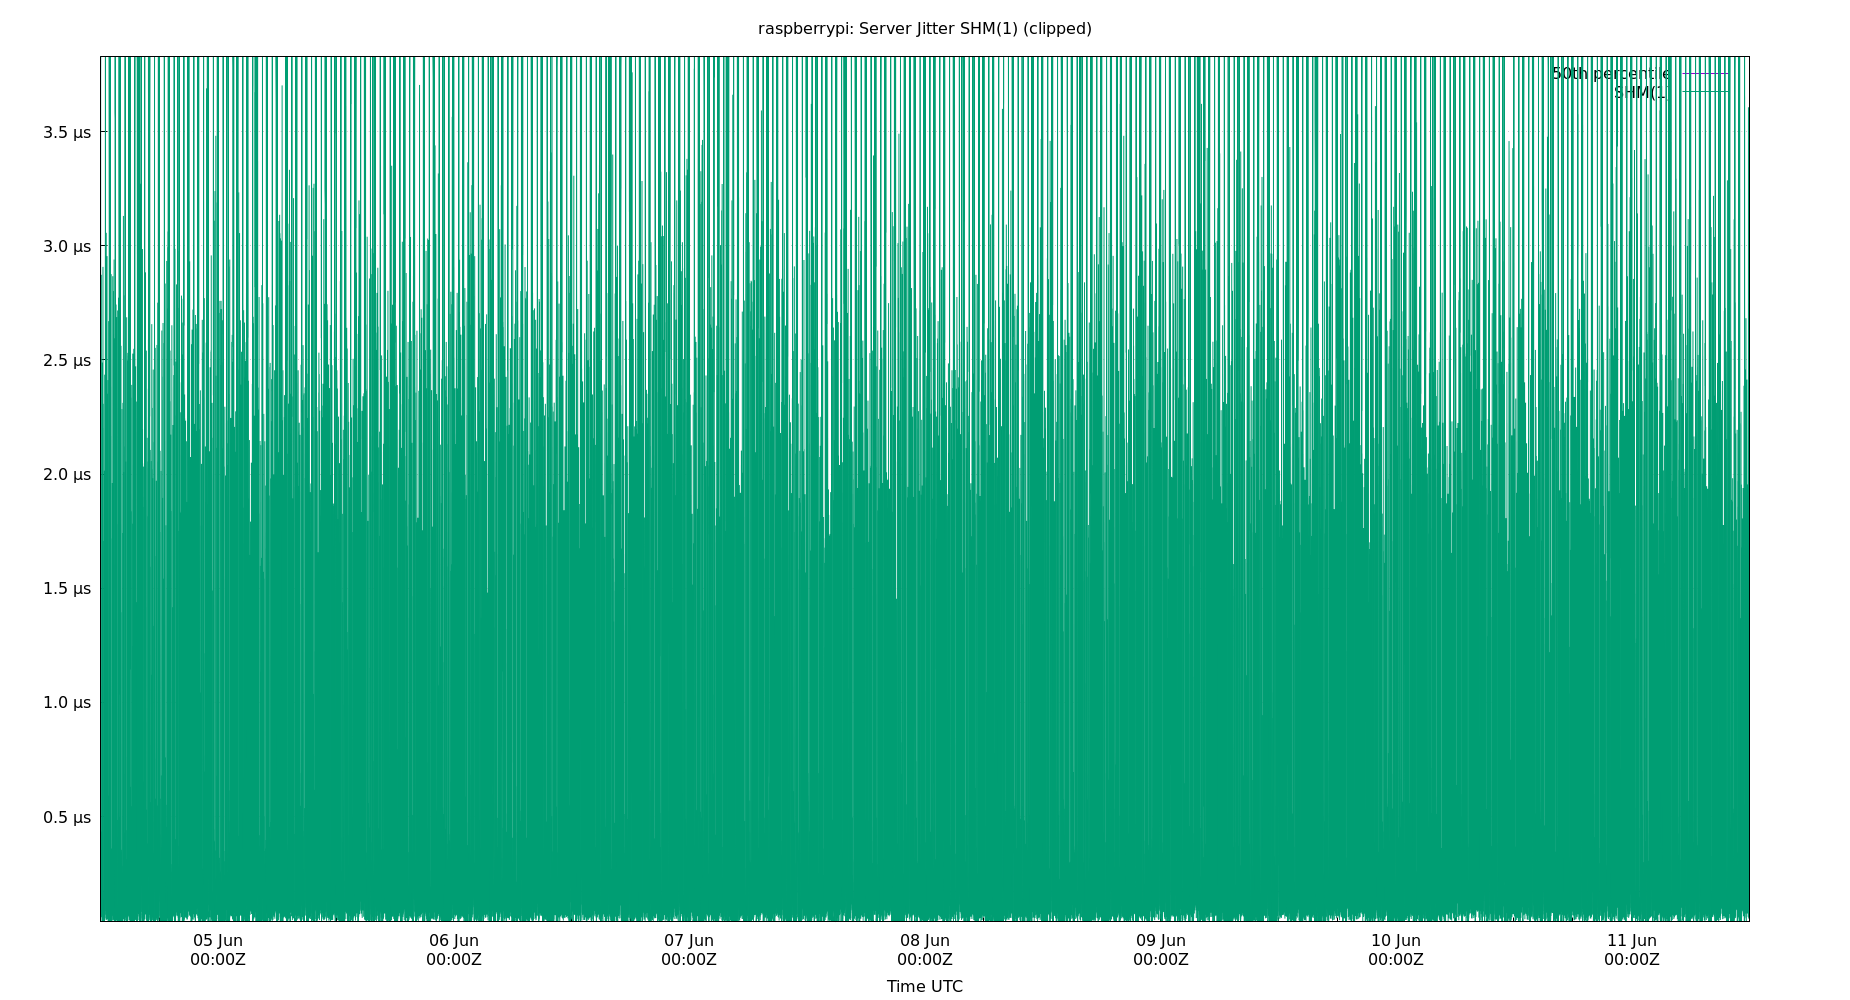 raspberrypi: Server Jitter SHM(1) (clipped)
50th percentile
SHM(1)
3.5 µs
3.0 µs
2.5 µs
2.0 µs
1.5 µs
1.0 µs
0.5 µs
05 Jun 06 Jun 07 Jun 08 Jun 09 Jun 10 Jun 11 Jun
00:00Z 00:00Z 00:00Z 00:00Z 00:00Z 00:00Z 00:00Z
Time UTC